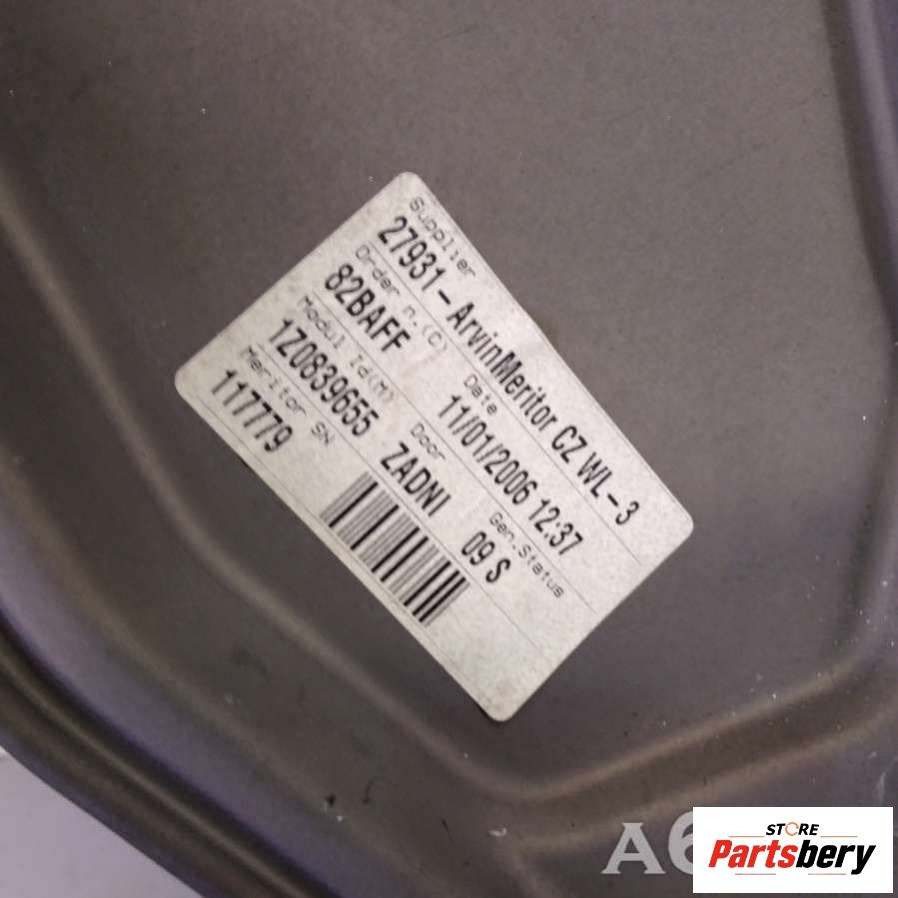 Supplier
27931-ArvinMeritor CZ WL-3
Order n.(C) Date
82BAFF 11/01/2006 12:37
Modul Id(M) Door Gen.Status
1Z0839655 ZADNI 09 S
Meritor SN
117779
A6
STORE
Partsbery